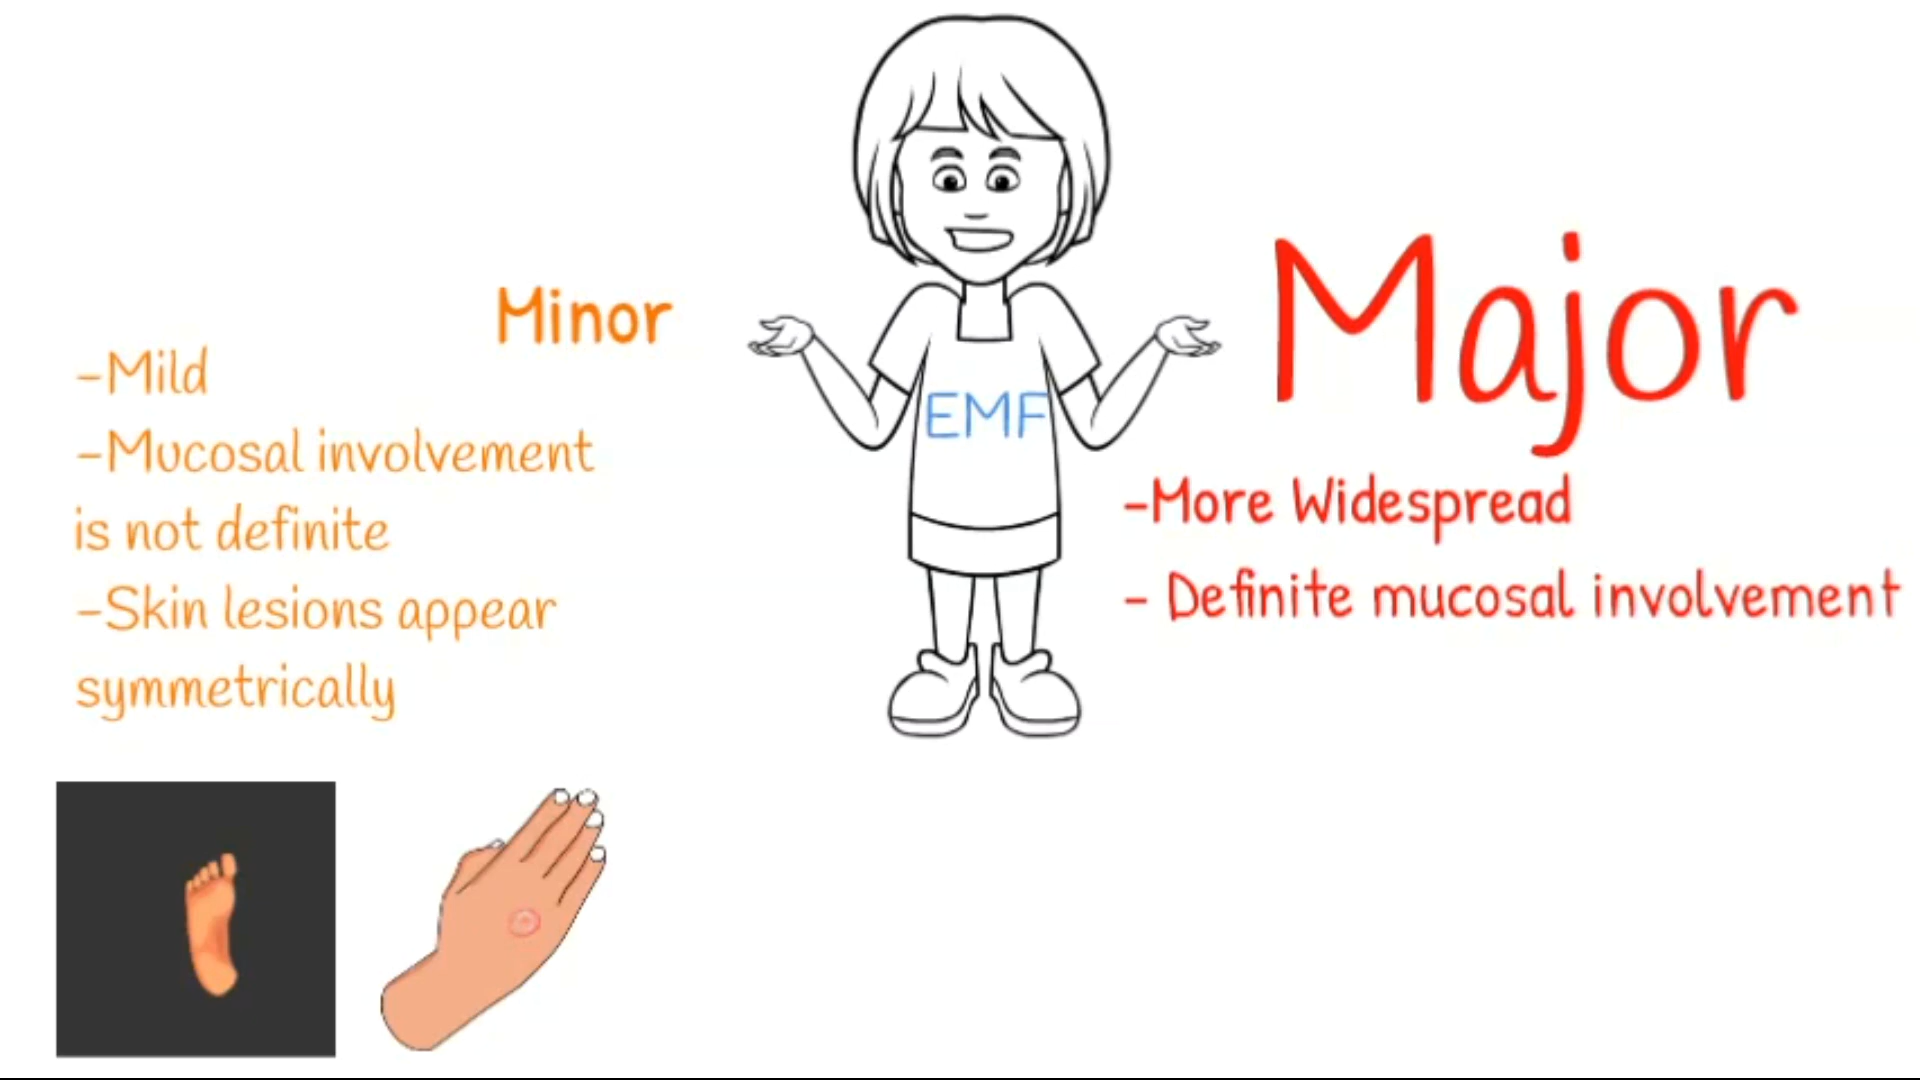 Minor
-Mild
-Mucosal involvement
is not definite
-Skin lesions appear
symmetrically
EMF
Major
-More Widespread
- Definite mucosal involvement